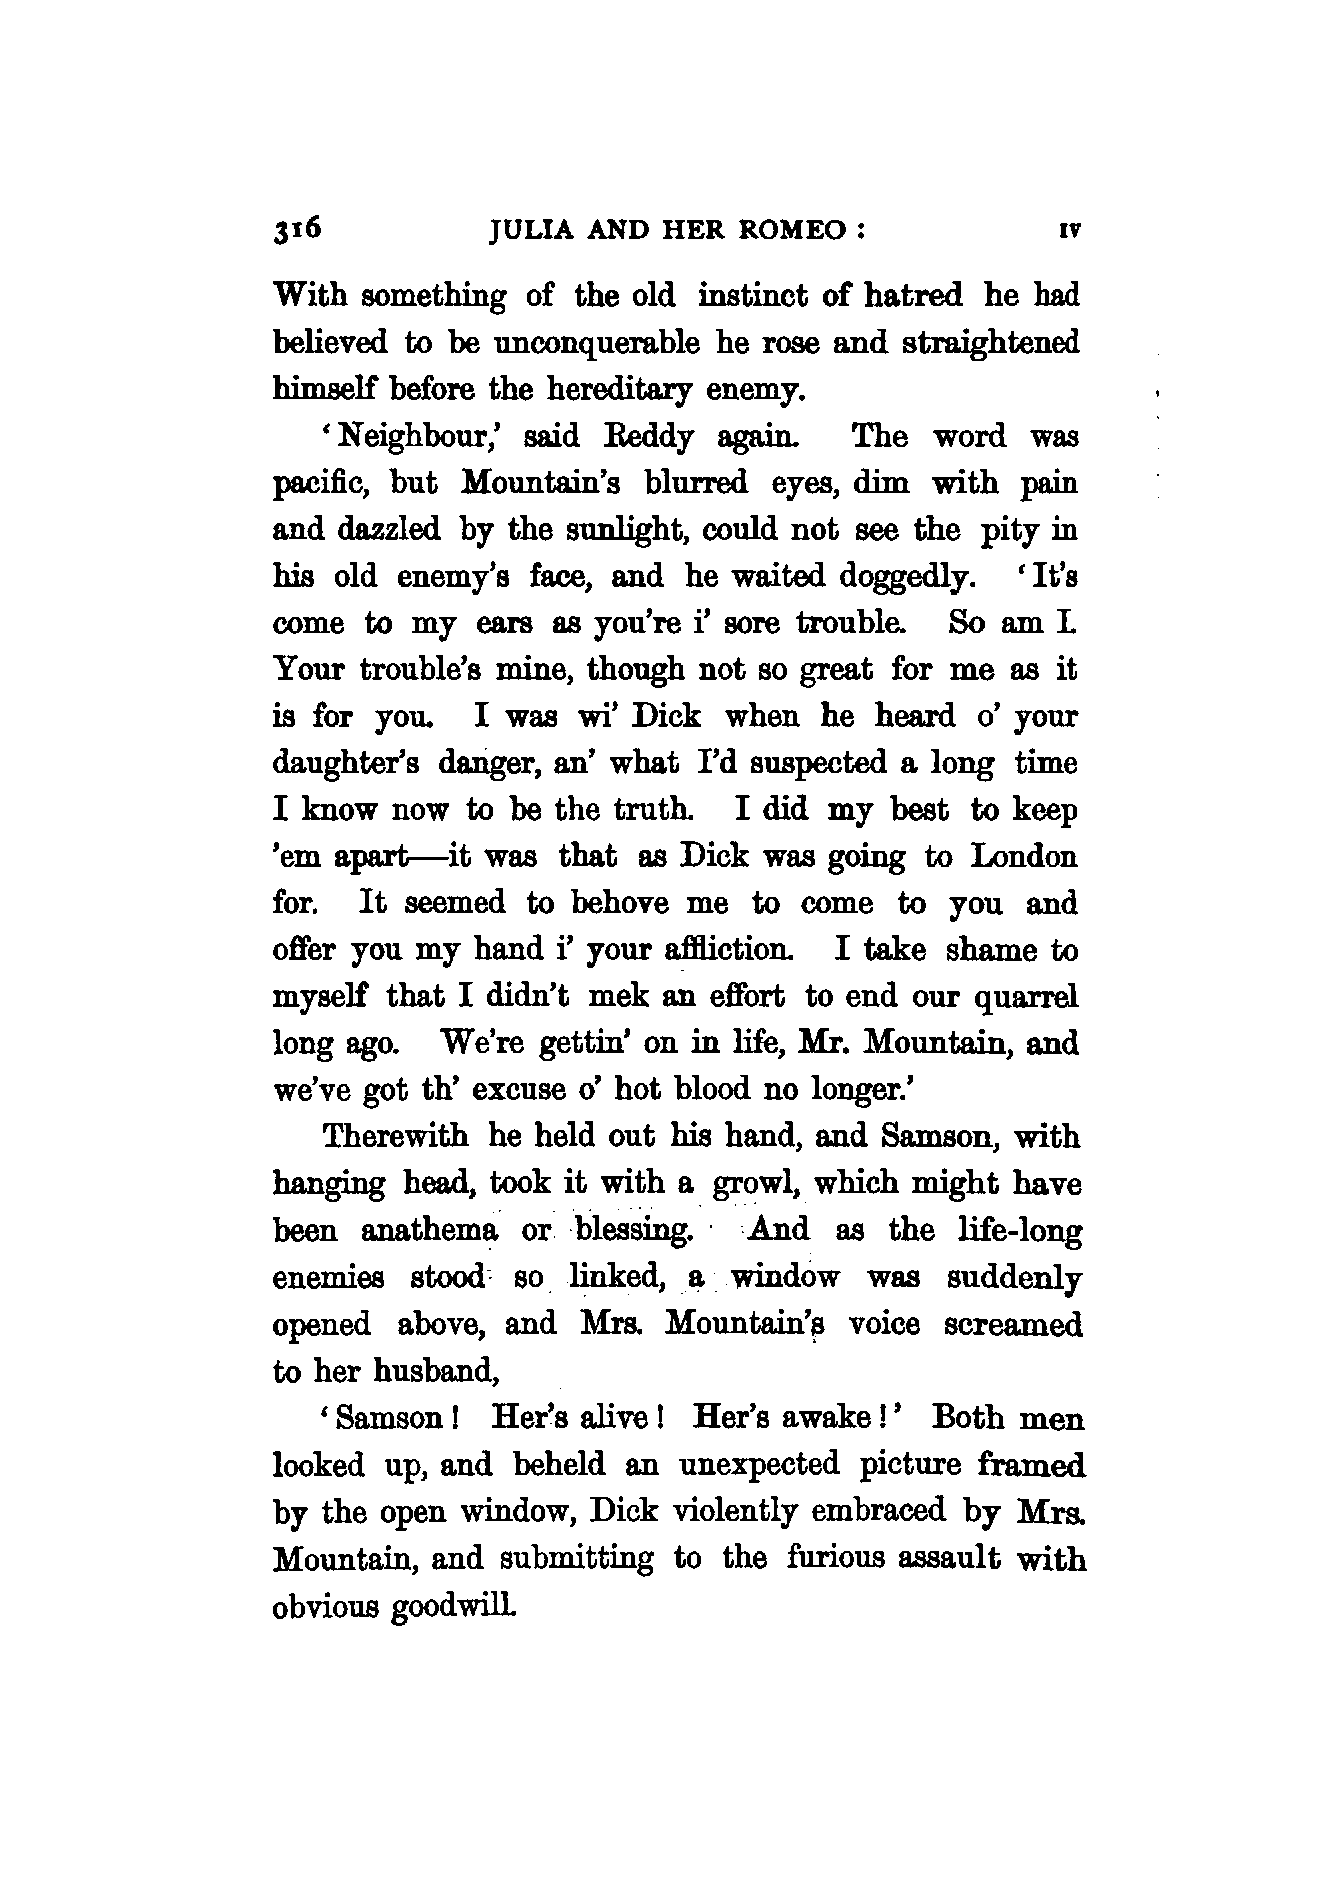 316 JULIA AND HER ROMEO : IV
With something of the old instinct of hatred he had
believed to be unconquerable he rose and straightened
himself before the hereditary enemy.
‘Neighbour,’ said Reddy again. The word was
pacific, but Mountain’s blurred eyes, dim with pain
and dazzled by the sunlight, could not see the pity in
his old enemy’s face, and he waited doggedly. ‘It’s
come to my ears as you’re i’ sore trouble. So am I.
Your trouble’s mine, though not so great for me as it
is for you. I was wi’ Dick when he heard o’ your
daughter’s danger, an’ what I’d suspected a long time
I know now to be the truth. I did my best to keep
’em apart—it was that as Dick was going to London
for. It seemed to behove me to come to you and
offer you my hand i’ your affliction. I take shame to
myself that I didn’t mek an effort to end our quarrel
long ago. We’re gettin’ on in life, Mr. Mountain, and
we’ve got th’ excuse o’ hot blood no longer.’
Therewith he held out his hand, and Samson, with
hanging head, took it with a growl, which might have
been anathema or blessing. And as the life-long
enemies stood so linked, a window was suddenly
opened above, and Mrs. Mountain’s voice screamed
to her husband,
‘Samson! Her’s alive! Her’s awake!’ Both men
looked up, and beheld an unexpected picture framed
by the open window, Dick violently embraced by Mrs.
Mountain, and submitting to the furious assault with
obvious goodwill.